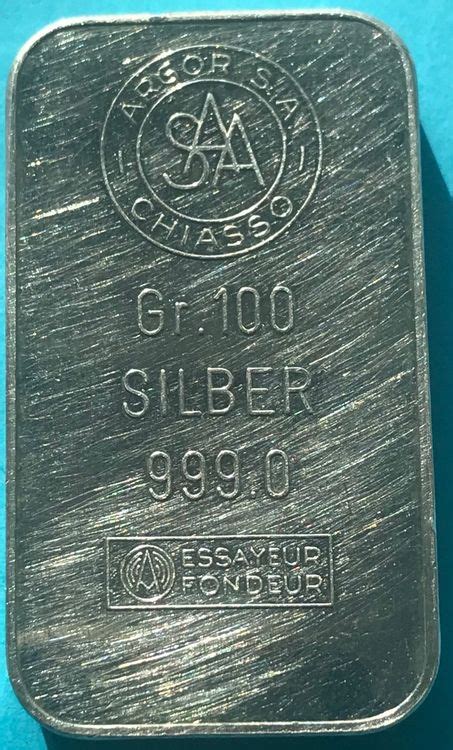 ARGOR S.A.
SAA
CHIASSO
Gr.100
SILBER
999.0
A ESSAYEUR
FONDEUR